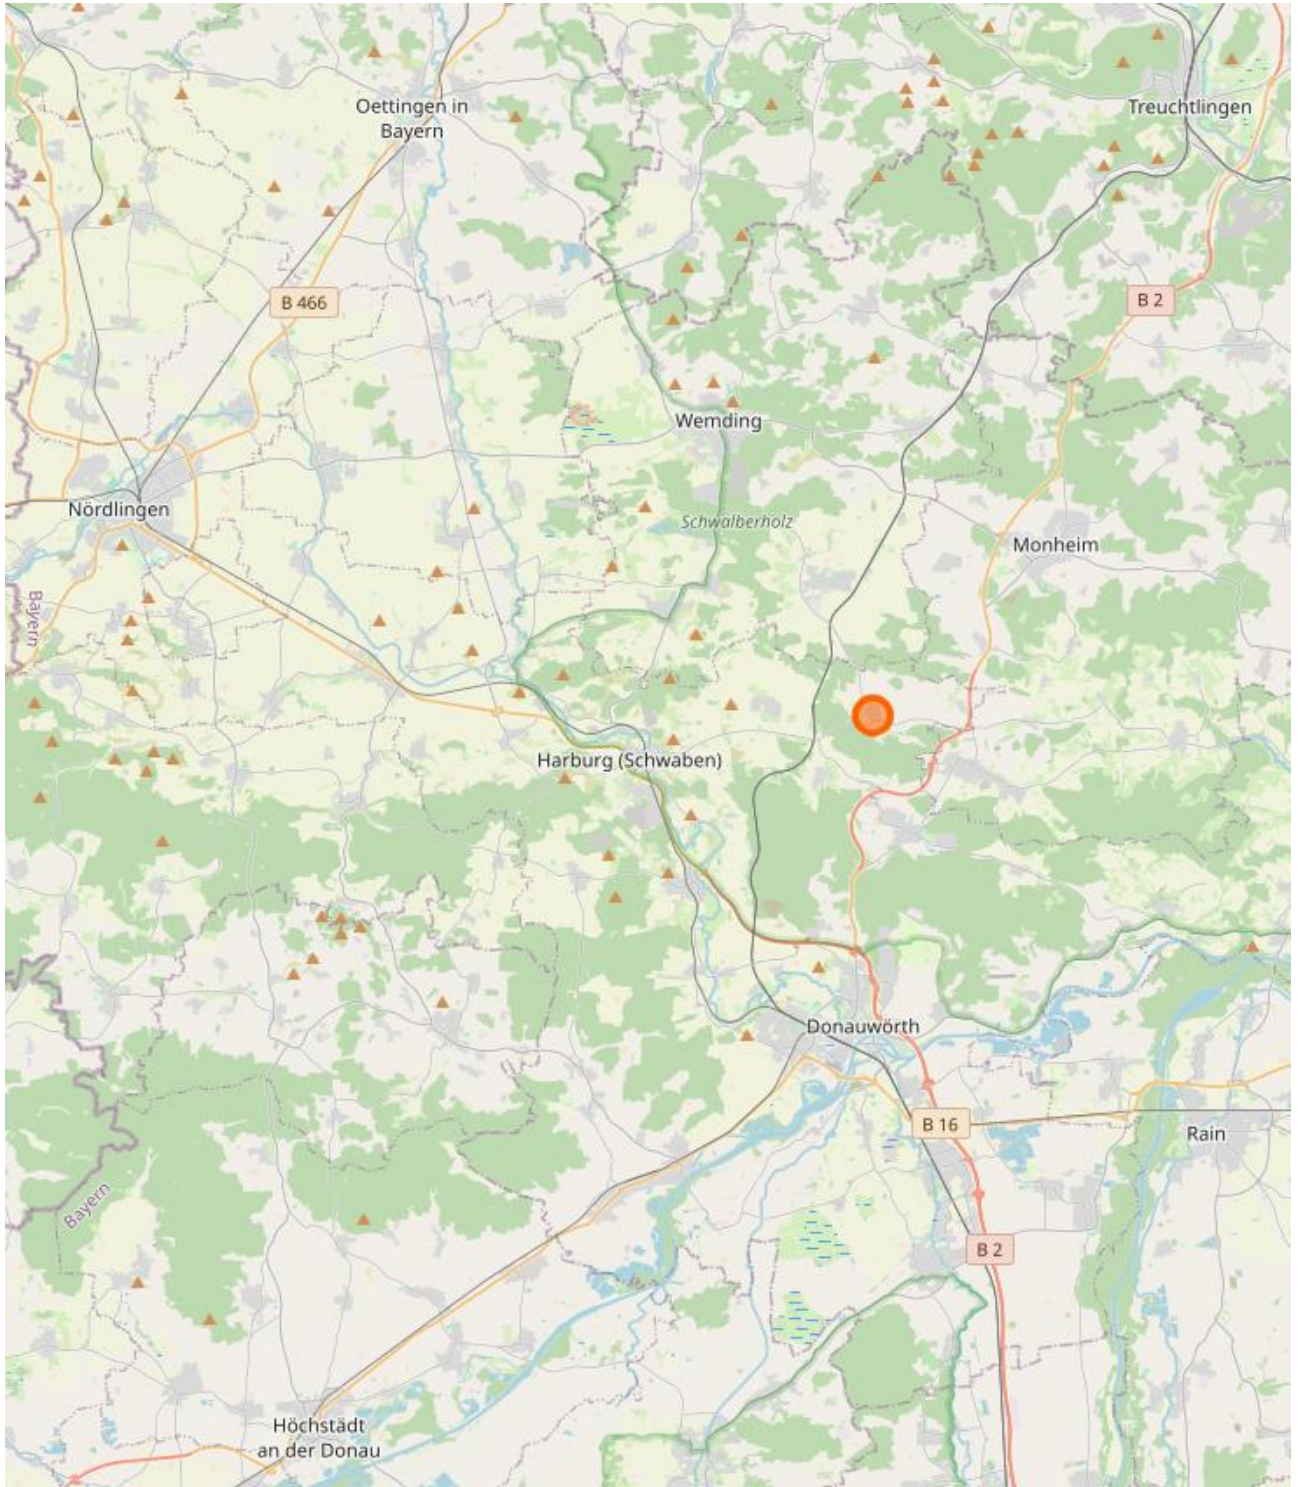 Oettingen in
Bayern
Treuchtlingen
B 466
B 2
Wemding
Nördlingen
Schwalberholz
Monheim
Bayern
Harburg (Schwaben)
Donauwörth
B 16
Rain
Bayern
B 2
Höchstädt
an der Donau